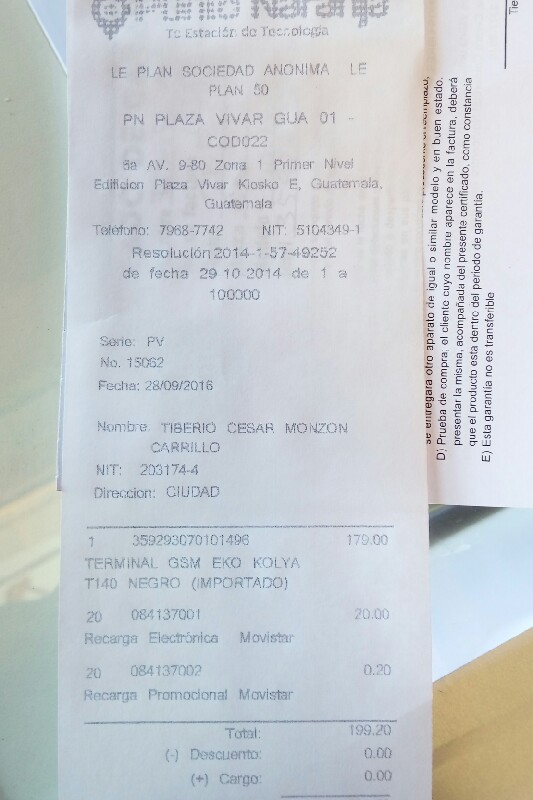 Punto Naranja
Tu Estación de Tecnología
LE PLAN SOCIEDAD ANONIMA LE
PLAN 50
PN PLAZA VIVAR GUA 01 -
COD022
6a AV. 9-80 Zona 1 Primer Nivel
Edificion Plaza Vivar Kiosko E, Guatemala,
Guatemala
Telefono: 7968-7742 NIT: 5104349-1
Resolución 2014-1-57-49252
de fecha 29 10 2014 de 1 a
100000
Serie: PV
No. 15062
Fecha: 28/09/2016
Nombre: TIBERIO CESAR MONZON
CARRILLO
NIT: 203174-4
Direccion: CIUDAD
1 359293070101496 179.00
TERMINAL GSM EKO KOLYA
T140 NEGRO (IMPORTADO)
20 084137001 20.00
Recarga Electrónica Movistar
20 084137002 0.20
Recarga Promocional Movistar
Total: 199.20
(-) Descuento: 0.00
(+) Cargo: 0.00
se entregara otro aparato de igual o similar modelo y en buen estado.
D) Prueba de compra, el cliente cuyo nombre aparece en la factura, deberá
presentar la misma, acompañada del presente certificado, como constancia
que el producto esta dentro del periodo de garantía.
E) Esta garantía no es transferible
Tie